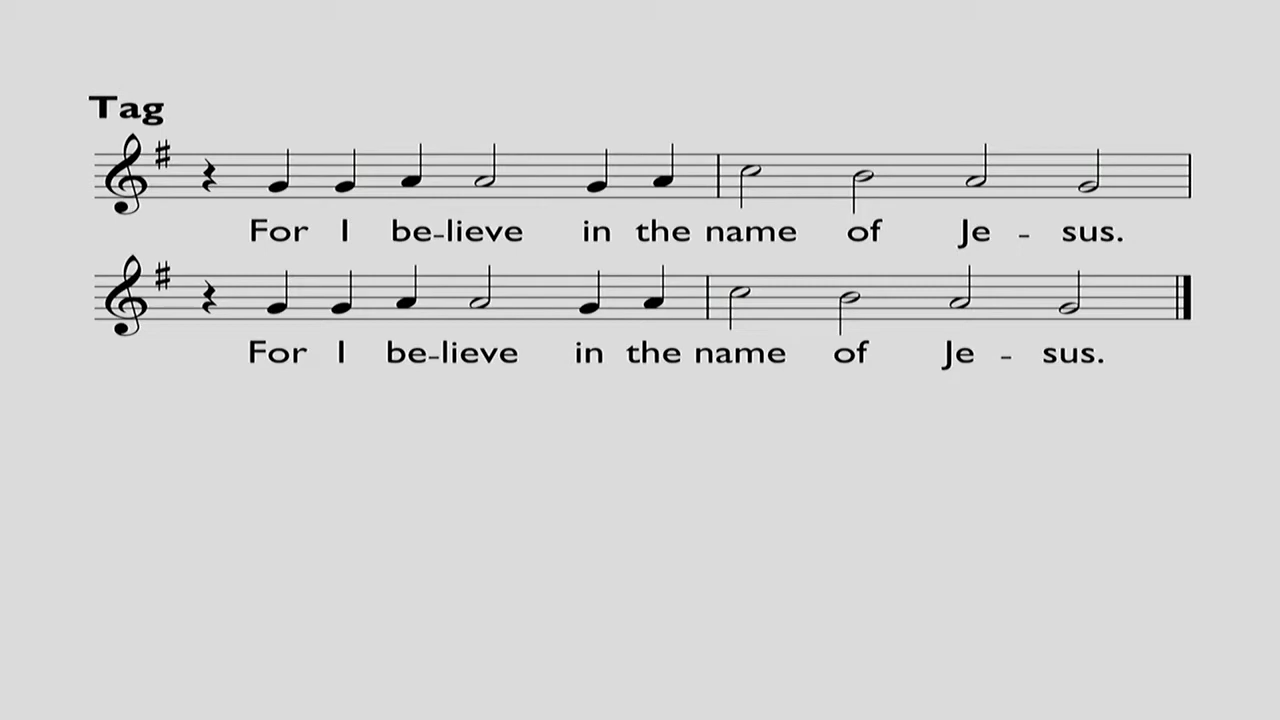 Tag
For I be-lieve in the name of Je - sus.
For I be-lieve in the name of Je - sus.